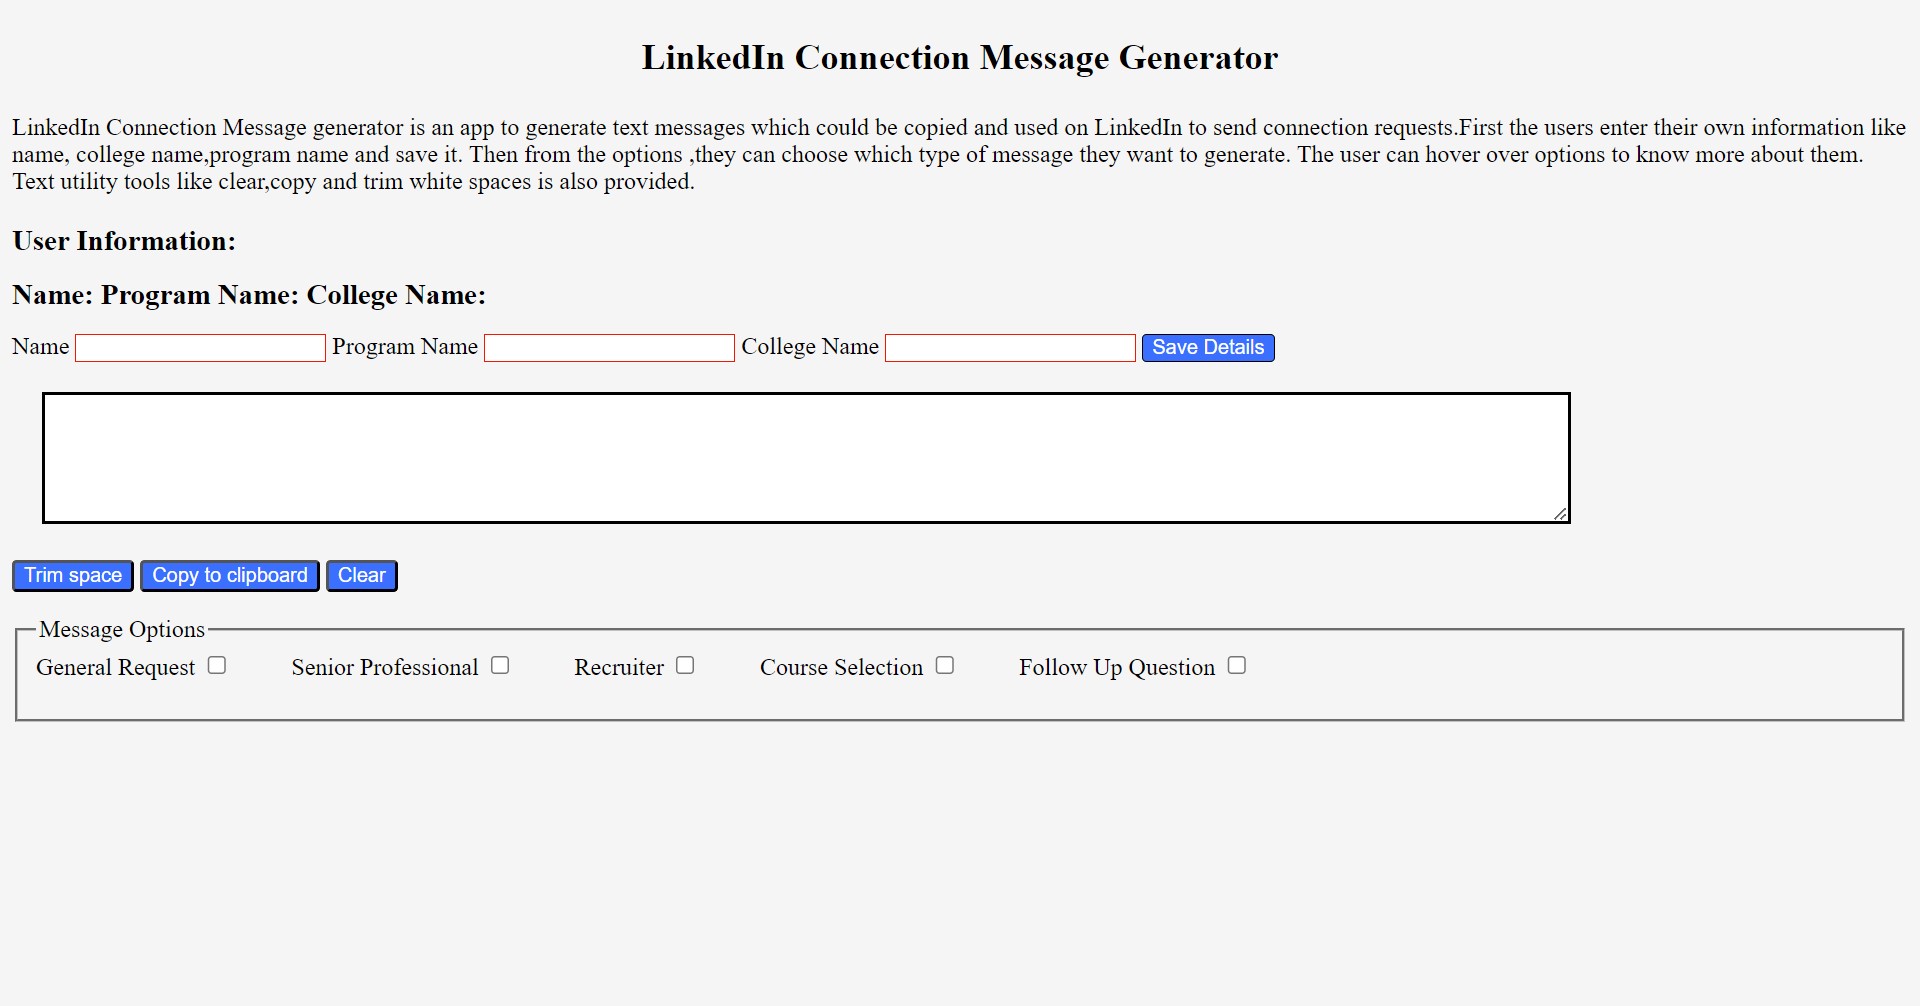 LinkedIn Connection Message Generator
LinkedIn Connection Message generator is an app to generate text messages which could be copied and used on LinkedIn to send connection requests.First the users enter their own information like
name, college name,program name and save it. Then from the options ,they can choose which type of message they want to generate. The user can hover over options to know more about them.
Text utility tools like clear,copy and trim white spaces is also provided.
User Information:
Name: Program Name: College Name:
Name Program Name College Name Save Details
Trim space Copy to clipboard Clear
Message Options
General Request Senior Professional Recruiter Course Selection Follow Up Question